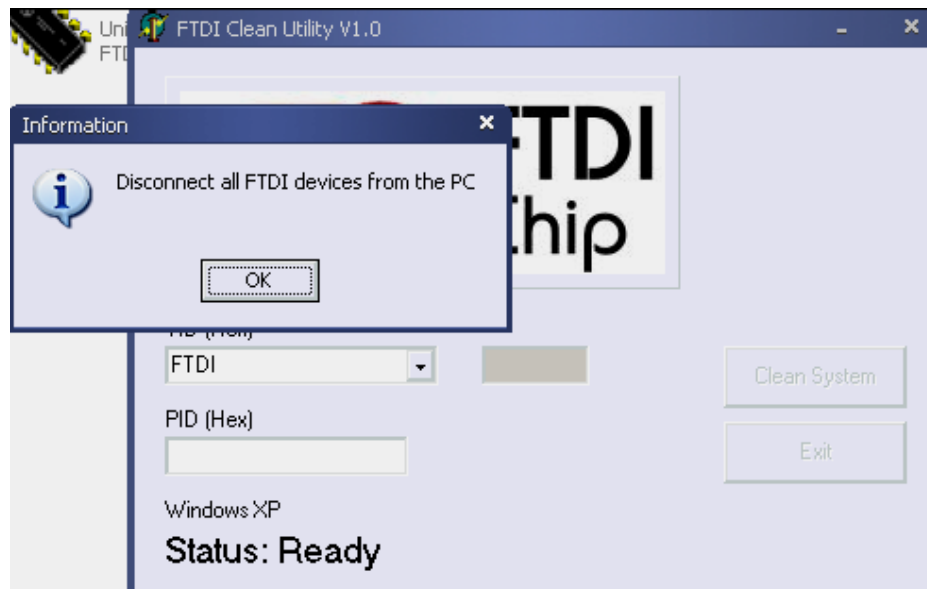 FTDI Clean Utility V1.0
Information
Disconnect all FTDI devices from the PC
OK
FTDI
FTDI
Clean System
PID (Hex)
Exit
Windows XP
Status: Ready